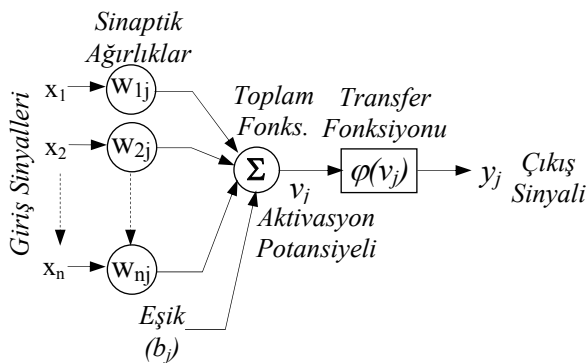 Sinaptik
Ağırlıklar
Giriş Sinyalleri
x1
w1j
x2
w2j
xn
wnj
Toplam
Fonks.
Σ
Eşik
(bj)
vj
Aktivasyon
Potansiyeli
Transfer
Fonksiyonu
φ(vj)
yj
Çıkış
Sinyali